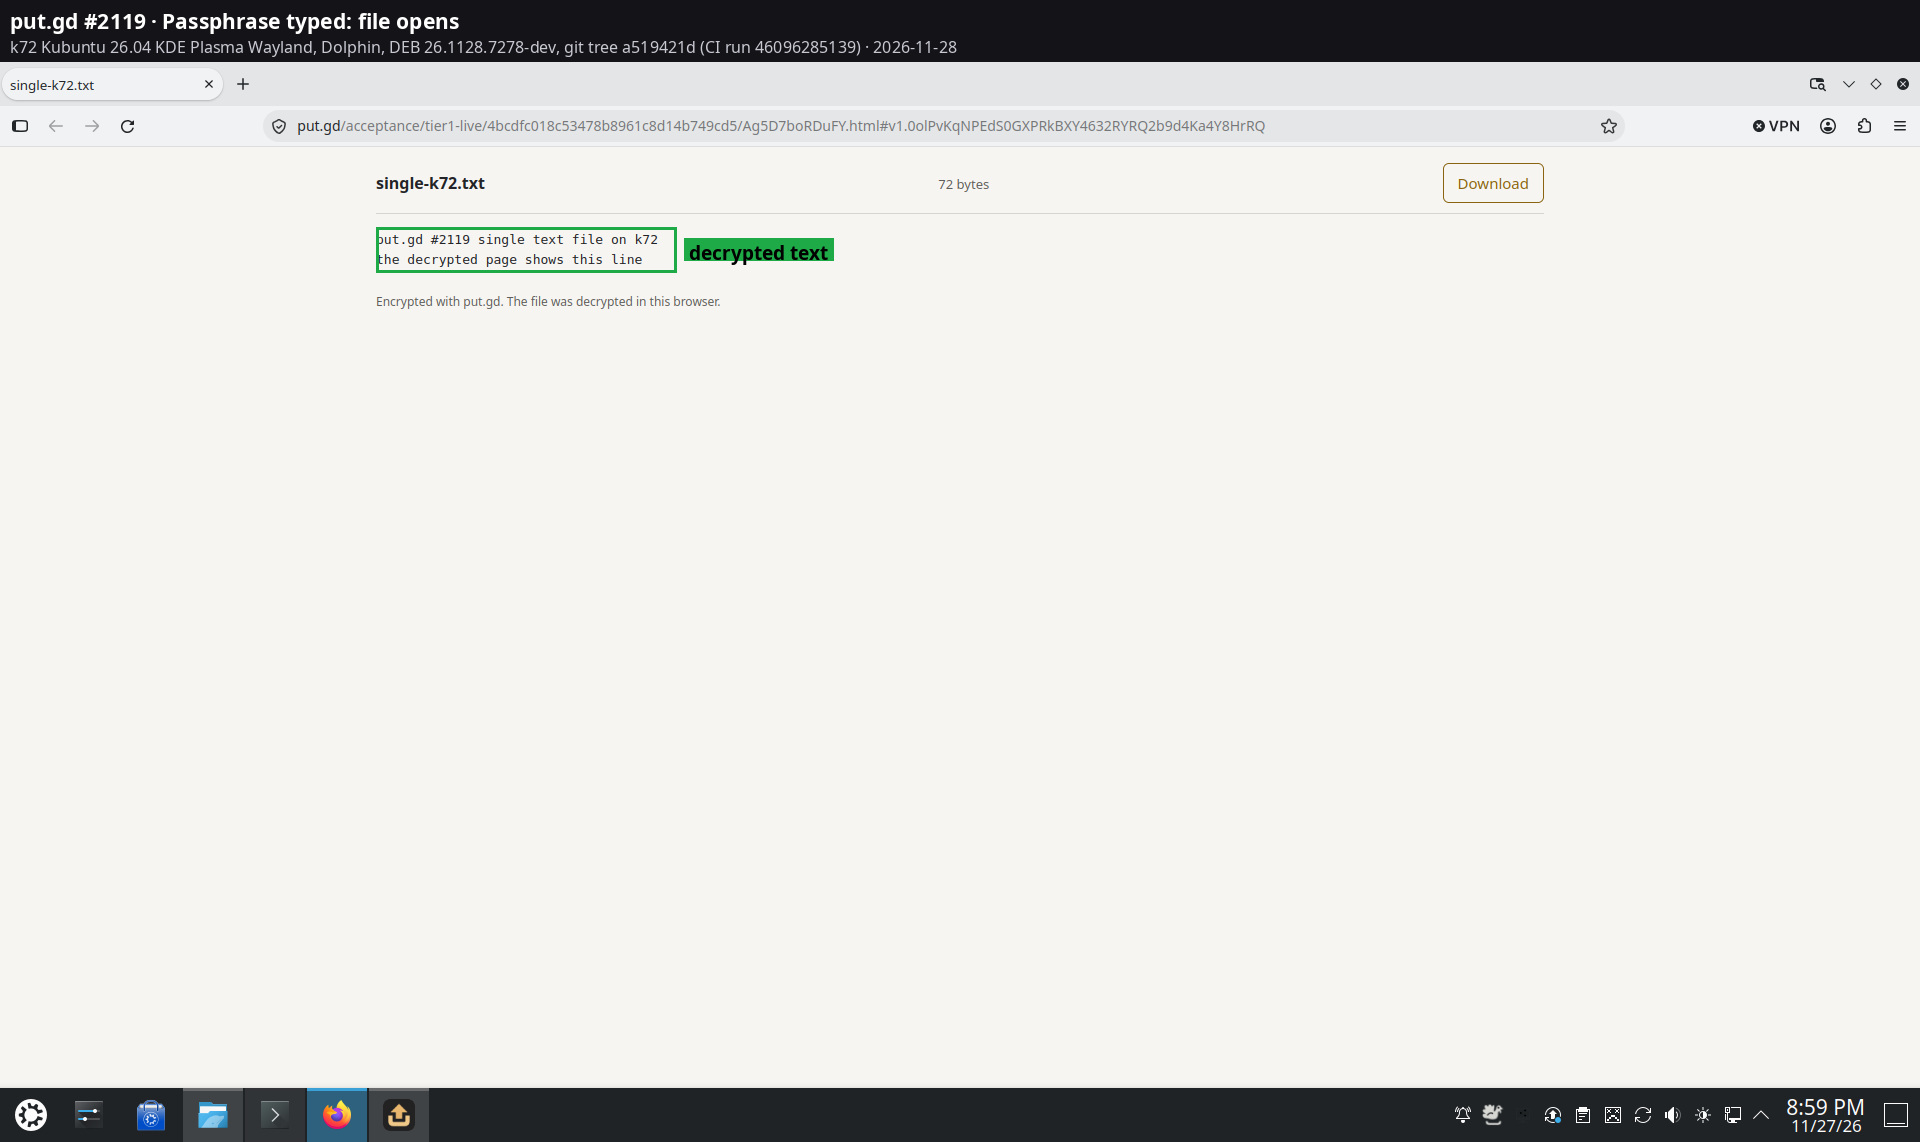 put.gd #2119 · Passphrase typed: file opens
k72 Kubuntu 26.04 KDE Plasma Wayland, Dolphin, DEB 26.1128.7278-dev, git tree a519421d (CI run 46096285139) · 2026-11-28
single-k72.txt
put.gd/acceptance/tier1-live/4bcdfc018c53478b8961c8d14b749cd5/Ag5D7boRDuFY.html#v1.0olPvKqNPEdS0GXPRkBXY4632RYRQ2b9d4Ka4Y8HrRQ
VPN
single-k72.txt
72 bytes
Download
put.gd #2119 single text file on k72
the decrypted page shows this line
decrypted text
Encrypted with put.gd. The file was decrypted in this browser.
8:59 PM
11/27/26